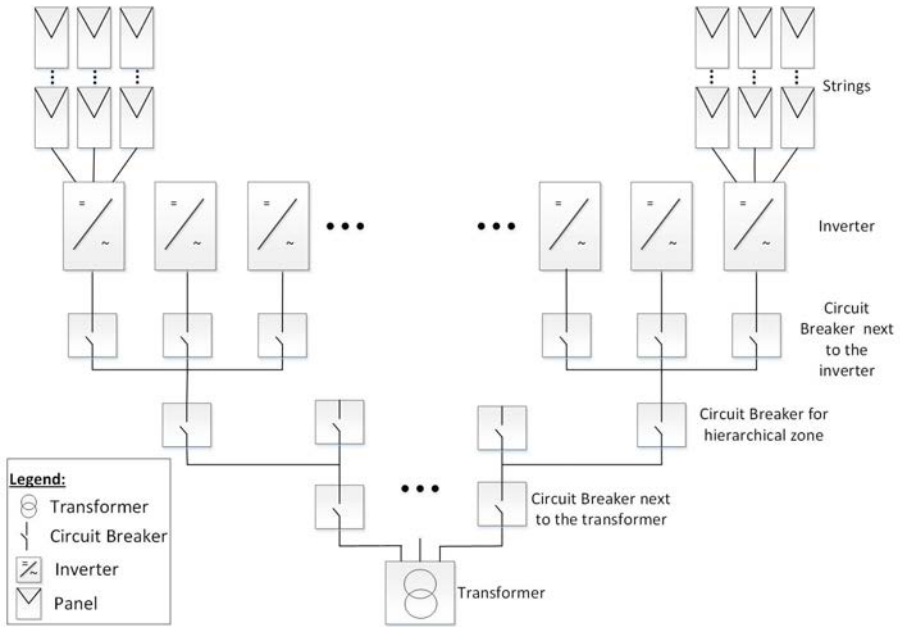 Strings
=
~
=
~
=
~
=
~
=
~
=
~
Inverter
Circuit
Breaker next
to the
inverter
Circuit Breaker for
hierarchical zone
Circuit Breaker next
to the transformer
Transformer
Legend:
Transformer
Circuit Breaker
=
~
Inverter
Panel